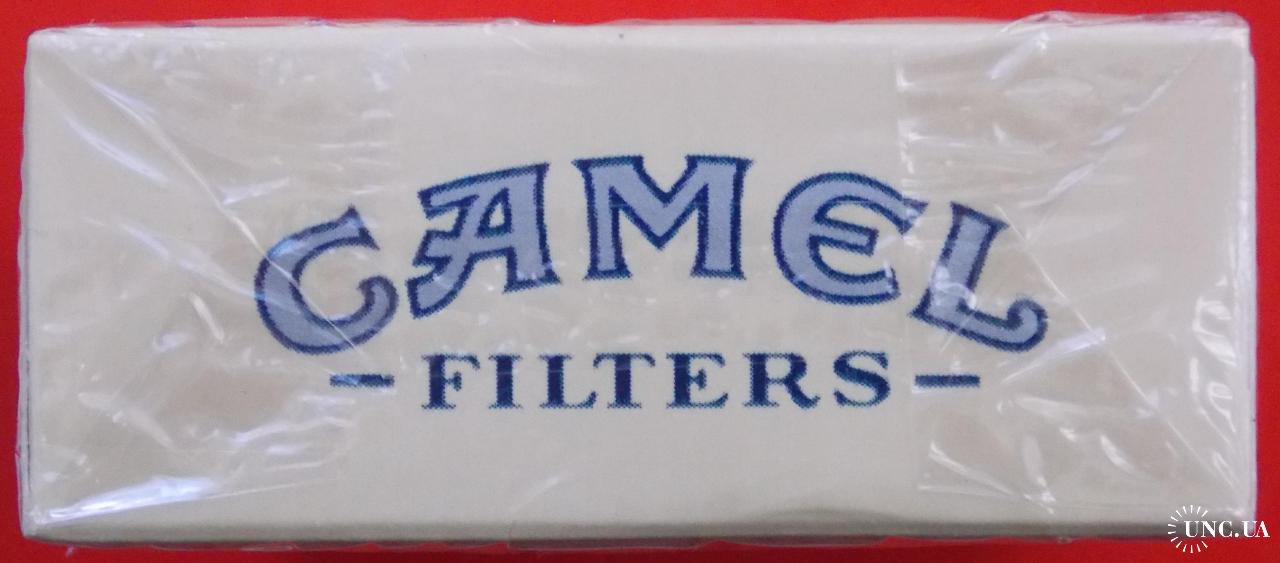 CAMEL
- FILTERS -
UNC.UA